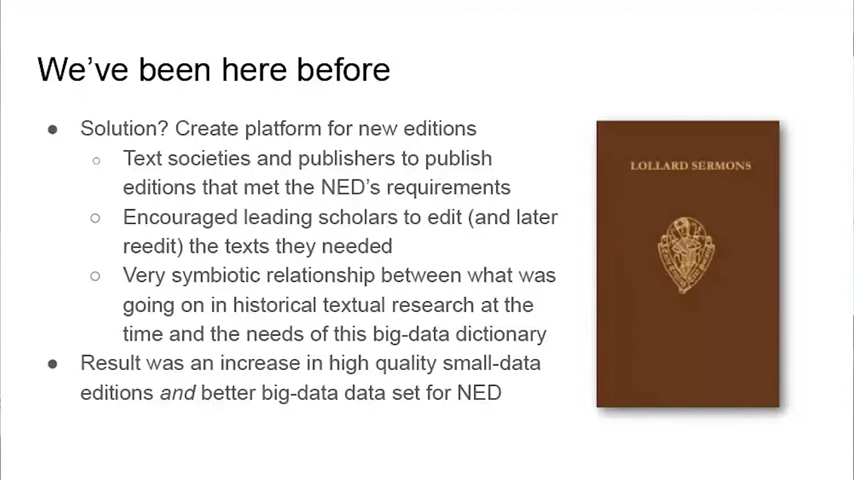 We've been here before
● Solution? Create platform for new editions
○ Text societies and publishers to publish
editions that met the NED's requirements
○ Encouraged leading scholars to edit (and later
reedit) the texts they needed
○ Very symbiotic relationship between what was
going on in historical textual research at the
time and the needs of this big-data dictionary
● Result was an increase in high quality small-data
editions and better big-data data set for NED
LOLLARD SERMONS